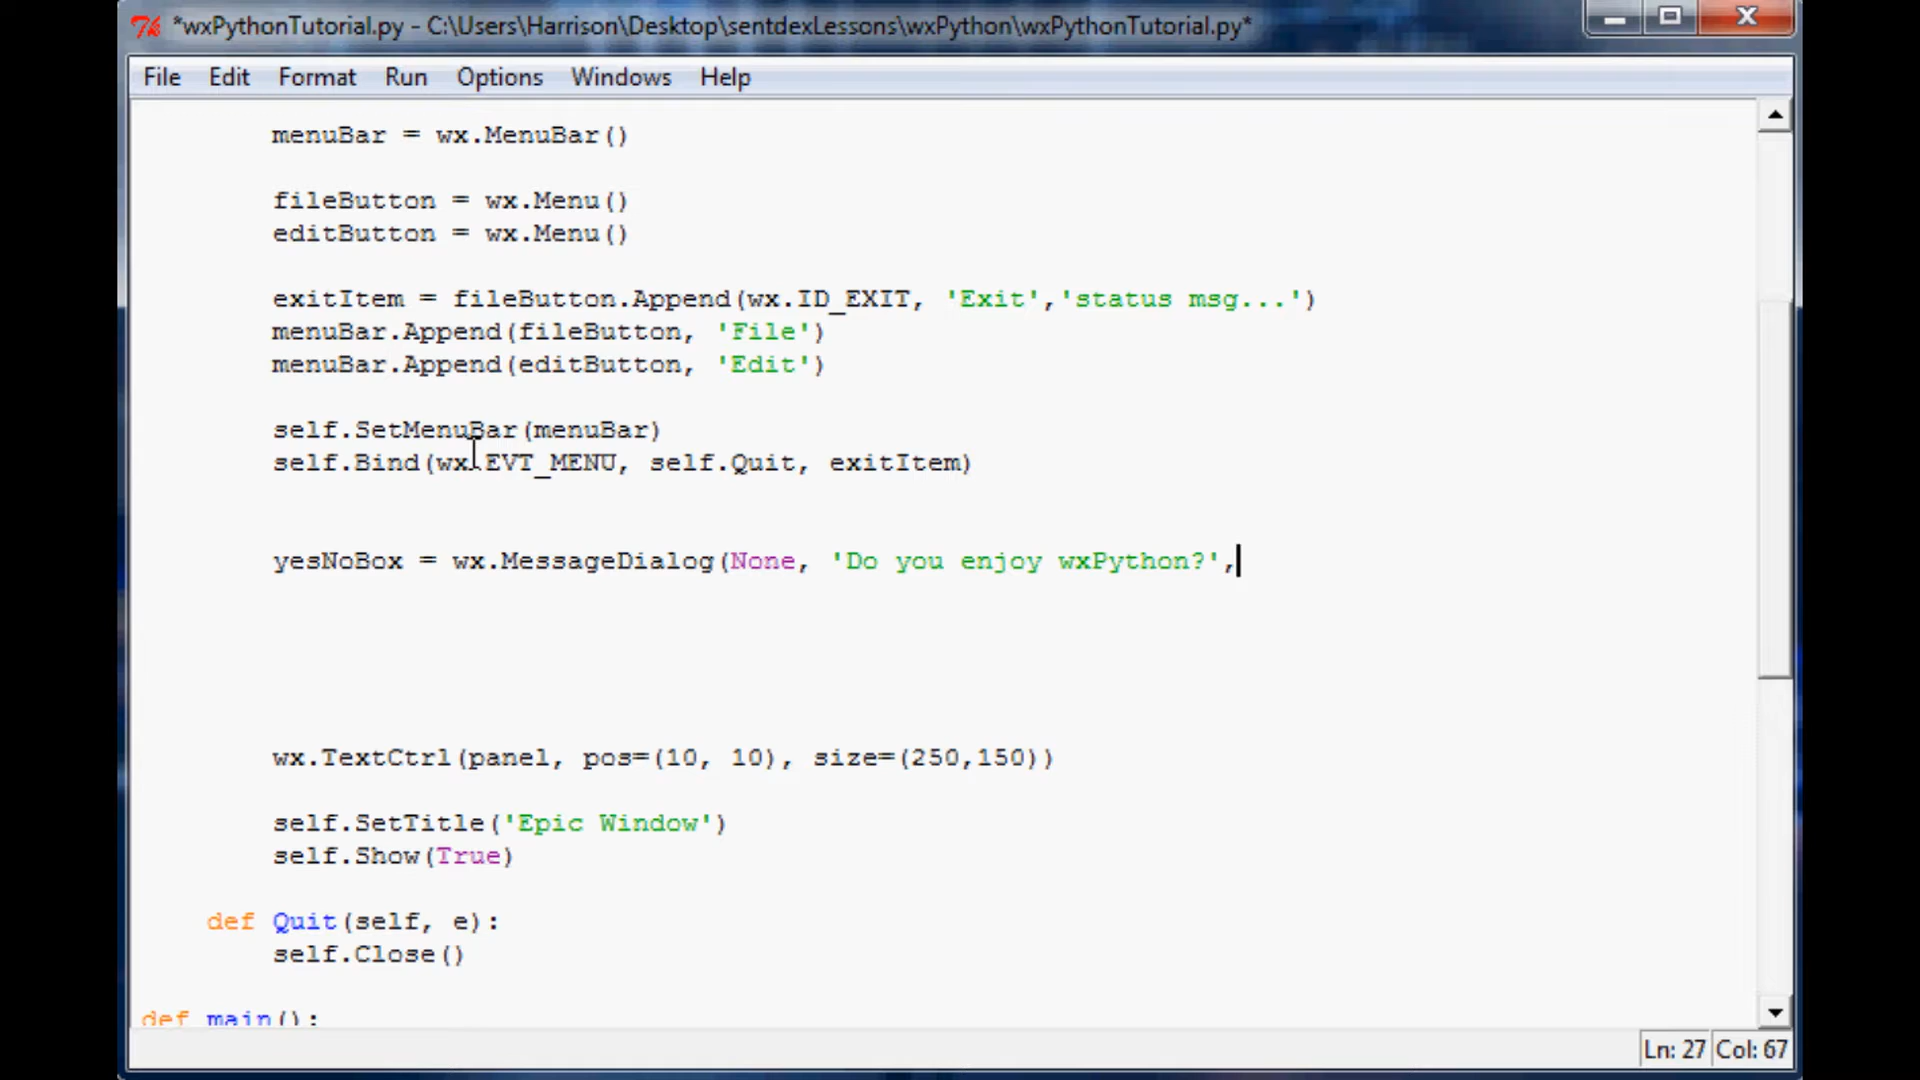 *wxPythonTutorial.py - C:\Users\Harrison\Desktop\sentdexLessons\wxPython\wxPythonTutorial.py*
File Edit Format Run Options Windows Help
menuBar = wx.MenuBar()
fileButton = wx.Menu()
editButton = wx.Menu()
exitItem = fileButton.Append(wx.ID_EXIT, 'Exit','status msg...')
menuBar.Append(fileButton, 'File')
menuBar.Append(editButton, 'Edit')
self.SetMenuBar(menuBar)
self.Bind(wx.EVT_MENU, self.Quit, exitItem)
yesNoBox = wx.MessageDialog(None, 'Do you enjoy wxPython?',
wx.TextCtrl(panel, pos=(10, 10), size=(250,150))
self.SetTitle('Epic Window')
self.Show(True)
def Quit(self, e):
self.Close()
def main():
Ln: 27 Col: 67